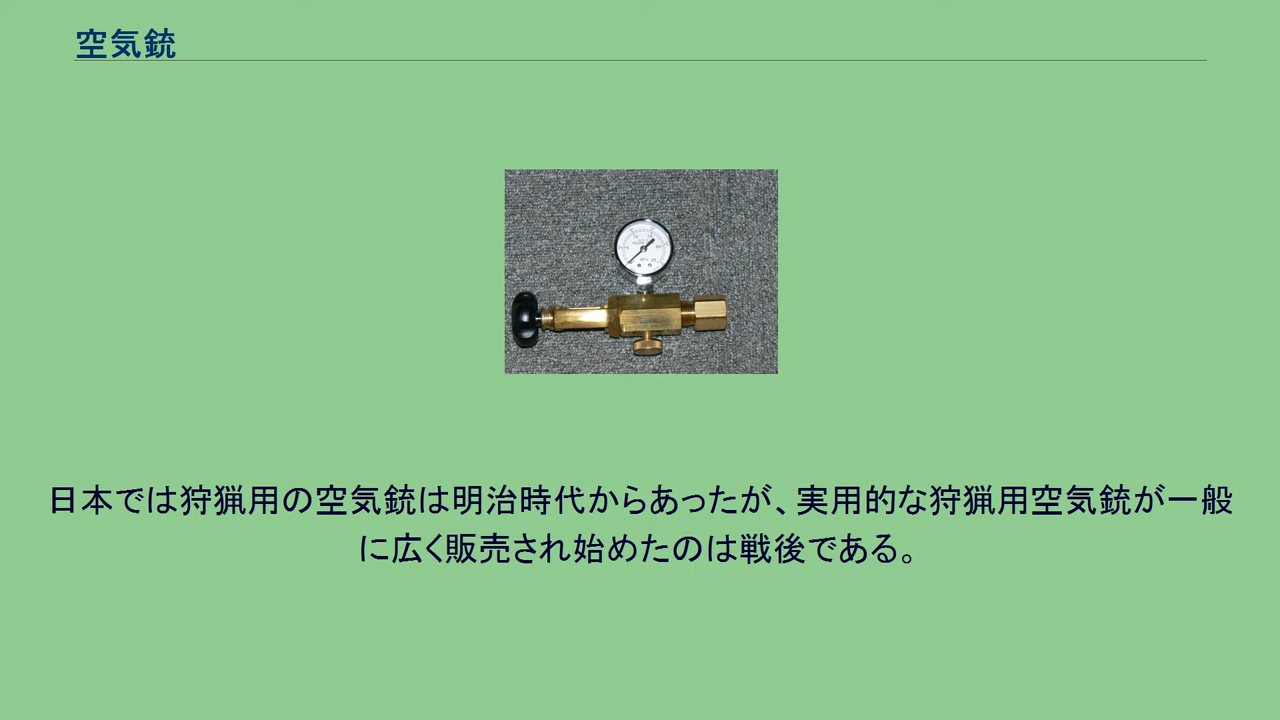 空気銃
日本では狩猟用の空気銃は明治時代からあったが、実用的な狩猟用空気銃が一般
に広く販売され始めたのは戦後である。